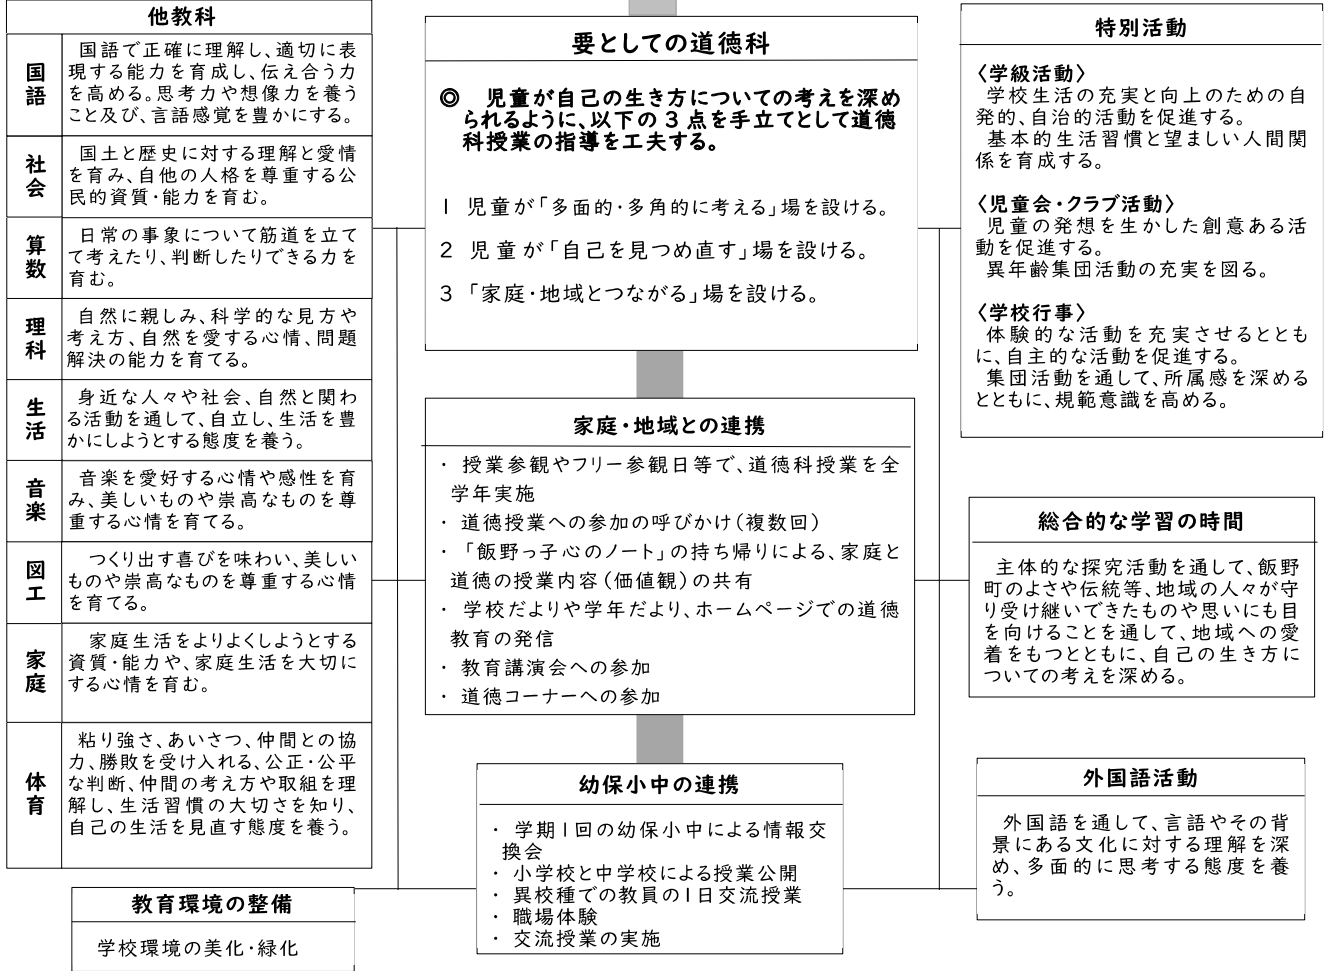 他教科
国語
国語で正確に理解し、適切に表
現する能力を育成し、伝え合う力
を高める。思考力や想像力を養う
こと及び、言語感覚を豊かにする。
社会
国土と歴史に対する理解と愛情
を育み、自他の人格を尊重する公
民的資質・能力を育む。
算数
日常の事象について筋道を立て
て考えたり、判断したりできる力を
育む。
理科
自然に親しみ、科学的な見方や
考え方、自然を愛する心情、問題
解決の能力を育てる。
生活
身近な人々や社会、自然と関わ
る活動を通して、自立し、生活を豊
かにしようとする態度を養う。
音楽
音楽を愛好する心情や感性を育
み、美しいものや崇高なものを尊
重する心情を育てる。
図工
つくり出す喜びを味わい、美しい
ものや崇高なものを尊重する心情
を育てる。
家庭
家庭生活をよりよくしようとする
資質・能力や、家庭生活を大切に
する心情を育む。
体育
粘り強さ、あいさつ、仲間との協
力、勝敗を受け入れる、公正・公平
な判断、仲間の考え方や取組を理
解し、生活習慣の大切さを知り、
自己の生活を見直す態度を養う。
教育環境の整備
学校環境の美化・緑化
要としての道徳科
◎ 児童が自己の生き方についての考えを深め
られるように、以下の3点を手立てとして道徳
科授業の指導を工夫する。
1 児童が「多面的・多角的に考える」場を設ける。
2 児童が「自己を見つめ直す」場を設ける。
3 「家庭・地域とつながる」場を設ける。
家庭・地域との連携
・ 授業参観やフリー参観日等で、道徳科授業を全
学年実施
・ 道徳授業への参加の呼びかけ(複数回)
・ 「飯野っ子心のノート」の持ち帰りによる、家庭と
道徳の授業内容(価値観)の共有
・ 学校だよりや学年だより、ホームページでの道徳
教育の発信
・ 教育講演会への参加
・ 道徳コーナーへの参加
幼保小中の連携
・ 学期1回の幼保小中による情報交
換会
・ 小学校と中学校による授業公開
・ 異校種での教員の1日交流授業
・ 職場体験
・ 交流授業の実施
特別活動
〈学級活動〉
学校生活の充実と向上のための自
発的、自治的活動を促進する。
基本的生活習慣と望ましい人間関
係を育成する。
〈児童会・クラブ活動〉
児童の発想を生かした創意ある活
動を促進する。
異年齢集団活動の充実を図る。
〈学校行事〉
体験的な活動を充実させるととも
に、自主的な活動を促進する。
集団活動を通して、所属感を深める
とともに、規範意識を高める。
総合的な学習の時間
主体的な探究活動を通して、飯野
町のよさや伝統等、地域の人々が守
り受け継いできたものや思いにも目
を向けることを通して、地域への愛
着をもつとともに、自己の生き方に
ついての考えを深める。
外国語活動
外国語を通して、言語やその背
景にある文化に対する理解を深
め、多面的に思考する態度を養
う。